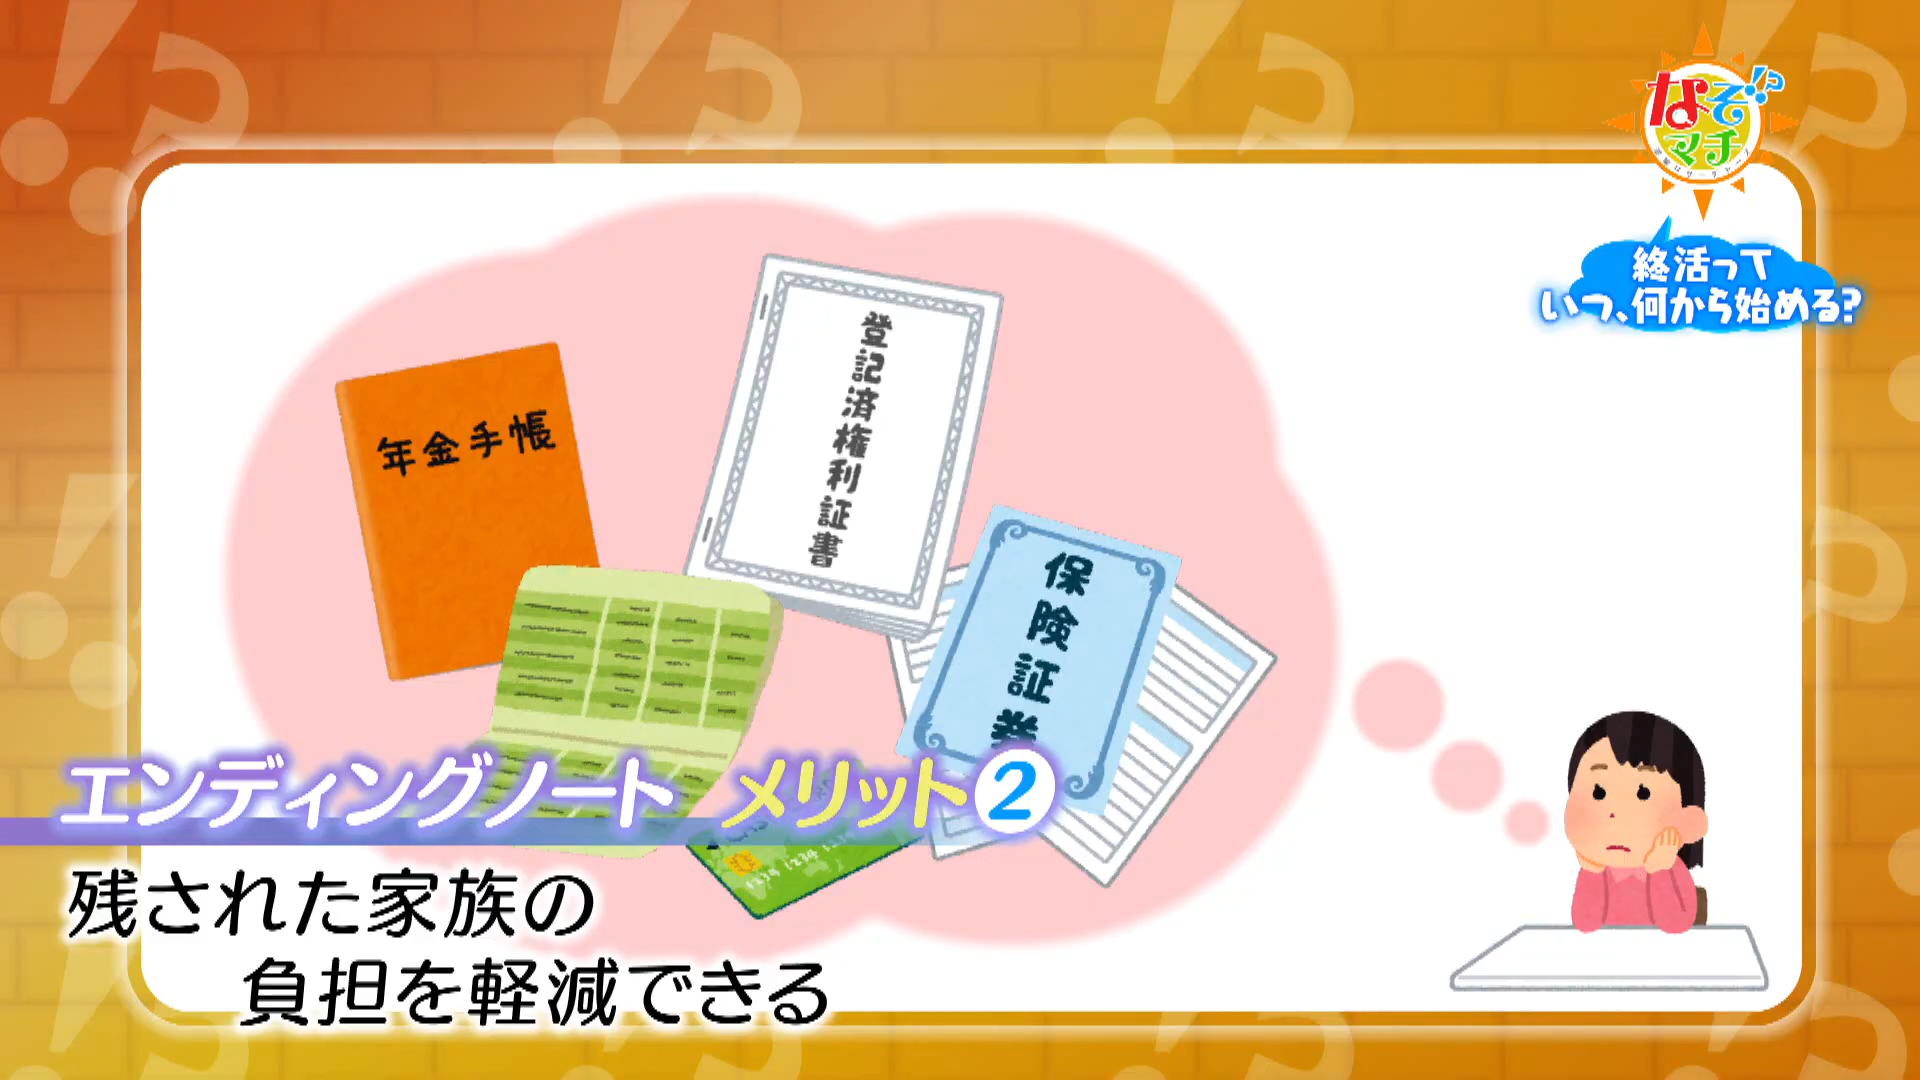 なぞ!?
マチ
終活って
いつ、何から始める?
登記済権利証書
年金手帳
保険証券
エンディングノート メリット②
残された家族の
負担を軽減できる